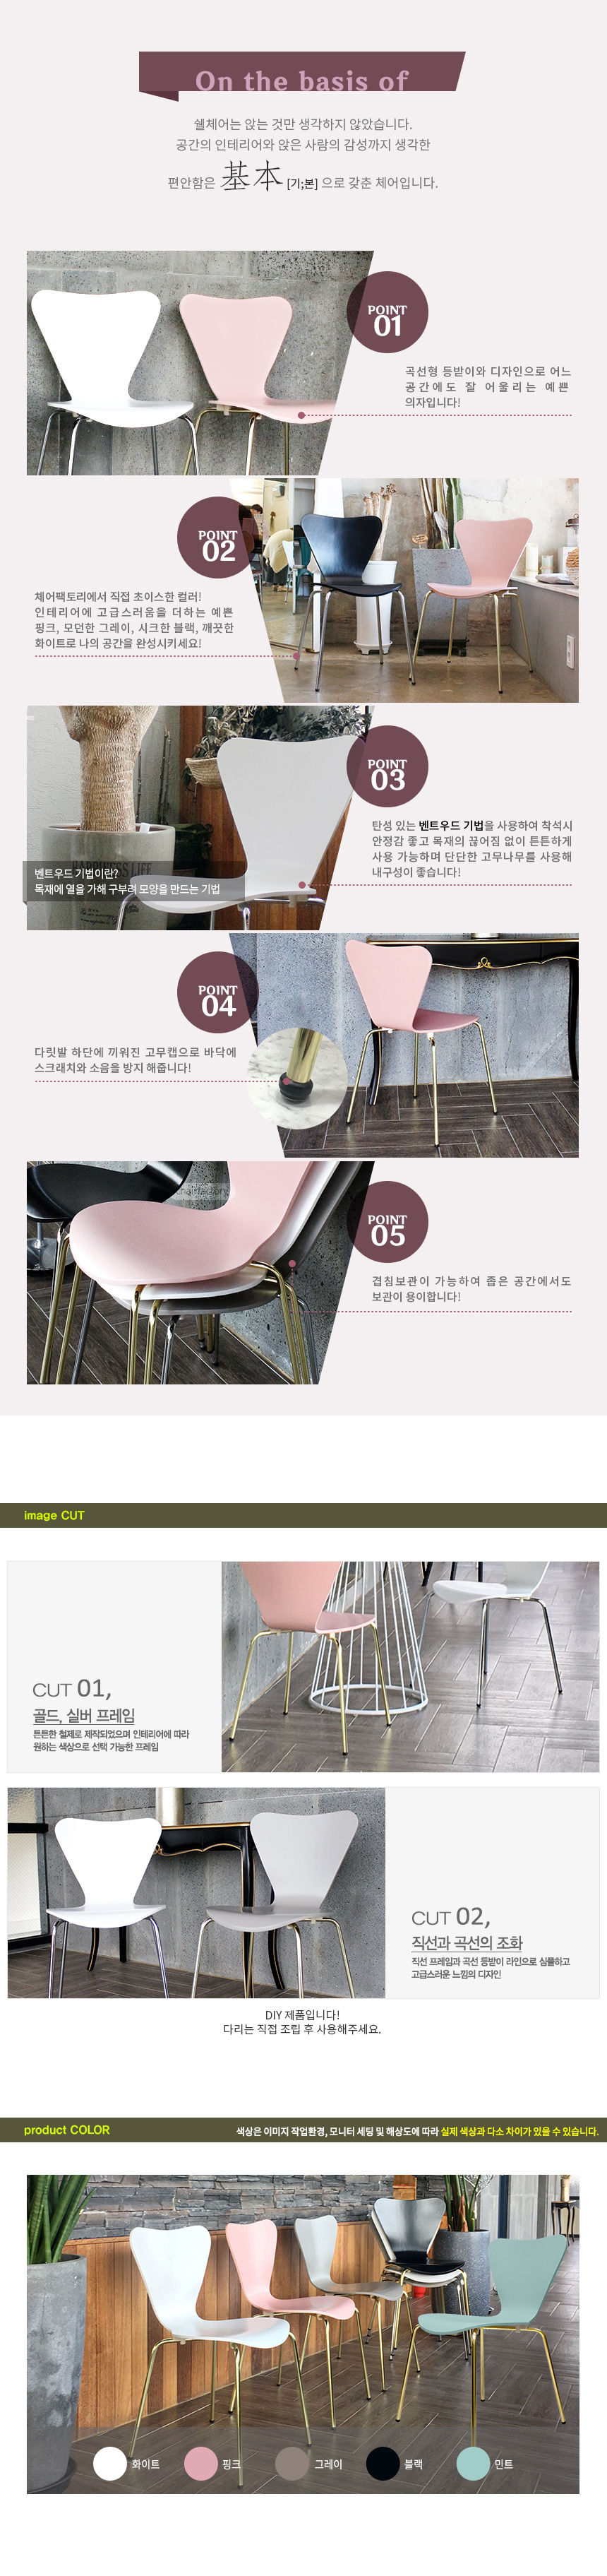 On the basis of
쉘체어는 앉는 것만 생각하지 않았습니다.
공간의 인테리어와 앉은 사람의 감성까지 생각한
편안함은 基本 [기;본] 으로 갖춘 체어입니다.
POINT
01
곡선형 등받이와 디자인으로 어느
공간에도 잘 어울리는 예쁜
의자입니다!
POINT
02
체어팩토리에서 직접 초이스한 컬러!
인테리어에 고급스러움을 더하는 예쁜
핑크, 모던한 그레이, 시크한 블랙, 깨끗한
화이트로 나의 공간을 완성시키세요!
POINT
03
탄성 있는 벤트우드 기법을 사용하여 착석시
안정감 좋고 목재의 끊어짐 없이 튼튼하게
사용 가능하며 단단한 고무나무를 사용해
내구성이 좋습니다!
HAPPINESS LIFE
벤트우드 기법이란?
목재에 열을 가해 구부려 모양을 만드는 기법
POINT
04
다릿발 하단에 끼워진 고무캡으로 바닥에
스크래치와 소음을 방지 해줍니다!
POINT
05
겹침보관이 가능하여 좁은 공간에서도
보관이 용이합니다!
image CUT
CUT 01,
골드, 실버 프레임
튼튼한 철제로 제작되었으며 인테리어에 따라
원하는 색상으로 선택 가능한 프레임
CUT 02,
직선과 곡선의 조화
직선 프레임과 곡선 등받이 라인으로 심플하고
고급스러운 느낌의 디자인
DIY 제품입니다!
다리는 직접 조립 후 사용해주세요.
product COLOR
색상은 이미지 작업환경, 모니터 세팅 및 해상도에 따라 실제 색상과 다소 차이가 있을 수 있습니다.
화이트
핑크
그레이
블랙
민트